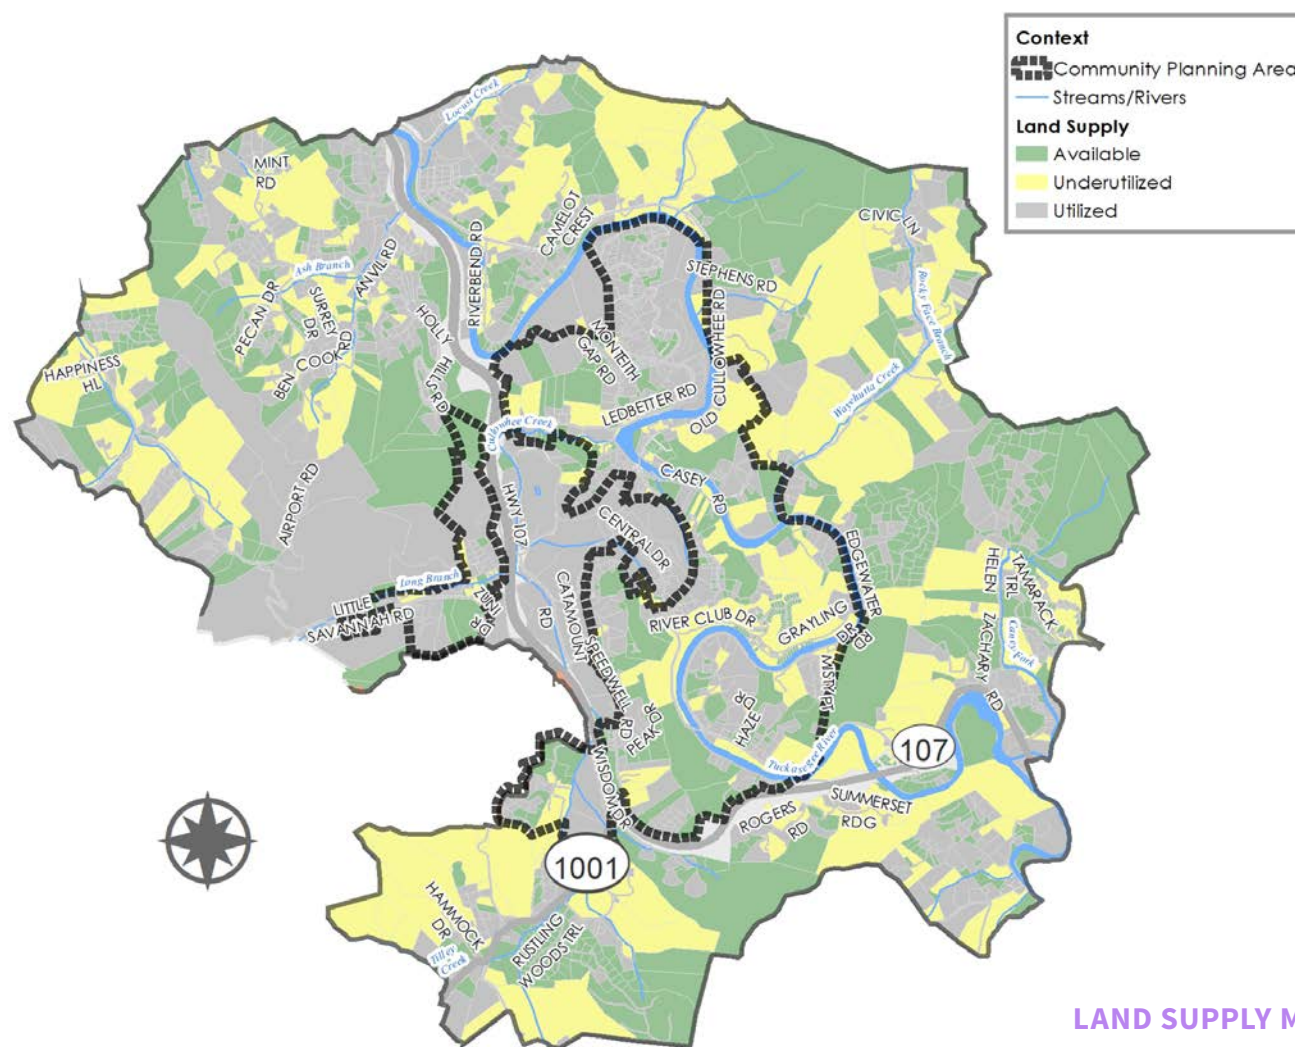 Context
Community Planning Area
Streams/Rivers
Land Supply
Available
Underutilized
Utilized
Locust Creek
MINT
RD
CAMELOT
CREST
CIVIC LN
RIVERBEND RD
ANVIL RD
Ash Branch
STEPHENS RD
PECAN DR
SURREY
DR
BEN COOK RD
HOLLY
HILLS RD
MONTEITH
GAP RD
OLD CULLOWHEE RD
Rocky Face Branch
HAPPINESS
HL
LEDBETTER RD
Wayehutta Creek
Cullowhee Creek
CASEY
RD
AIRPORT RD
HWY 107
CENTRAL DR
EDGEWATER
RD
HELEN
TAMARACK
TRL
Long Branch
LITTLE
SAVANNAH RD
CATAMOUNT
RD
RIVER CLUB DR
GRAYLING
ZACHARY
RD
Caney Fork
SPEEDWELL
RD
PEAK DR
HAZE DR
MISTY PT
Tuckasegee River
107
WISDOM DR
ROGERS
RD
SUMMERSET
RDG
1001
HAMMOCK
DR
RUSTLING
WOODS TRL
Tilley
Creek
LAND SUPPLY M